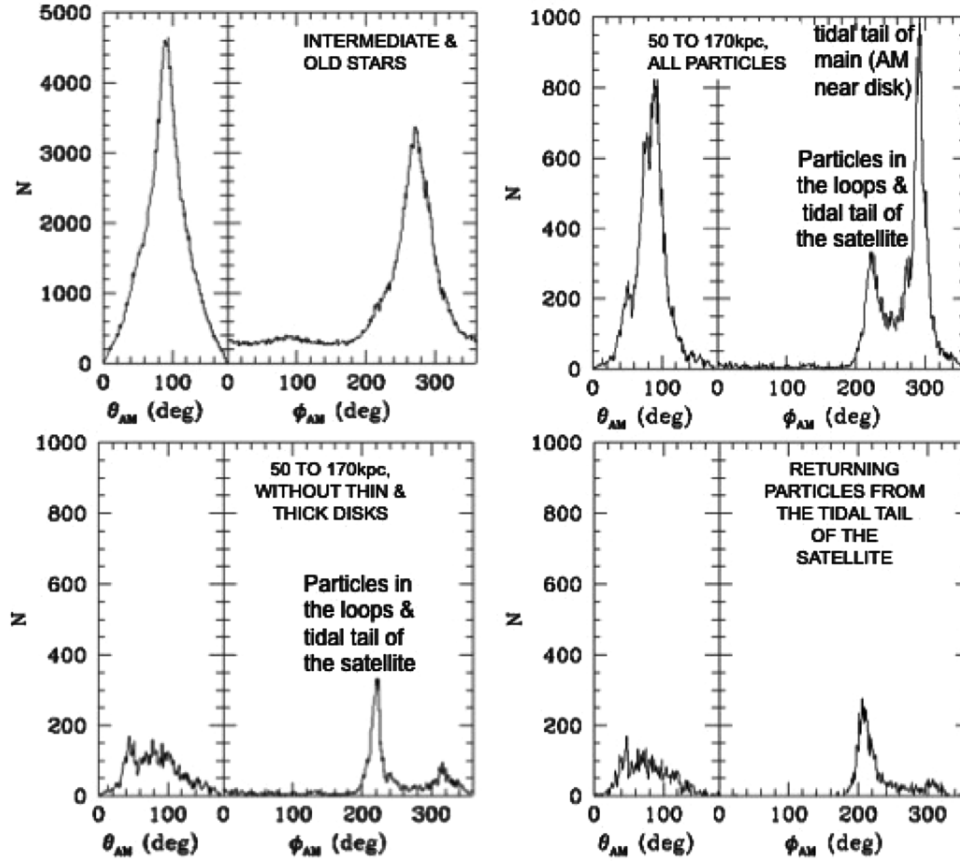 5000
4000
3000
2000
1000
0
N
INTERMEDIATE &
OLD STARS
0
100
0
100
200
300
θAM (deg)
ϕAM (deg)
1000
800
600
400
200
0
N
50 TO 170kpc,
ALL PARTICLES
tidal tail of
main (AM
near disk)
Particles in
the loops &
tidal tail of
the satellite
0
100
0
100
200
300
θAM (deg)
ϕAM (deg)
1000
800
600
400
200
0
N
50 TO 170kpc,
WITHOUT THIN &
THICK DISKS
Particles in
the loops &
tidal tail of
the satellite
0
100
0
100
200
300
θAM (deg)
ϕAM (deg)
1000
800
600
400
200
0
N
RETURNING
PARTICLES FROM
THE TIDAL TAIL
OF THE
SATELLITE
0
100
0
100
200
300
θAM (deg)
ϕAM (deg)